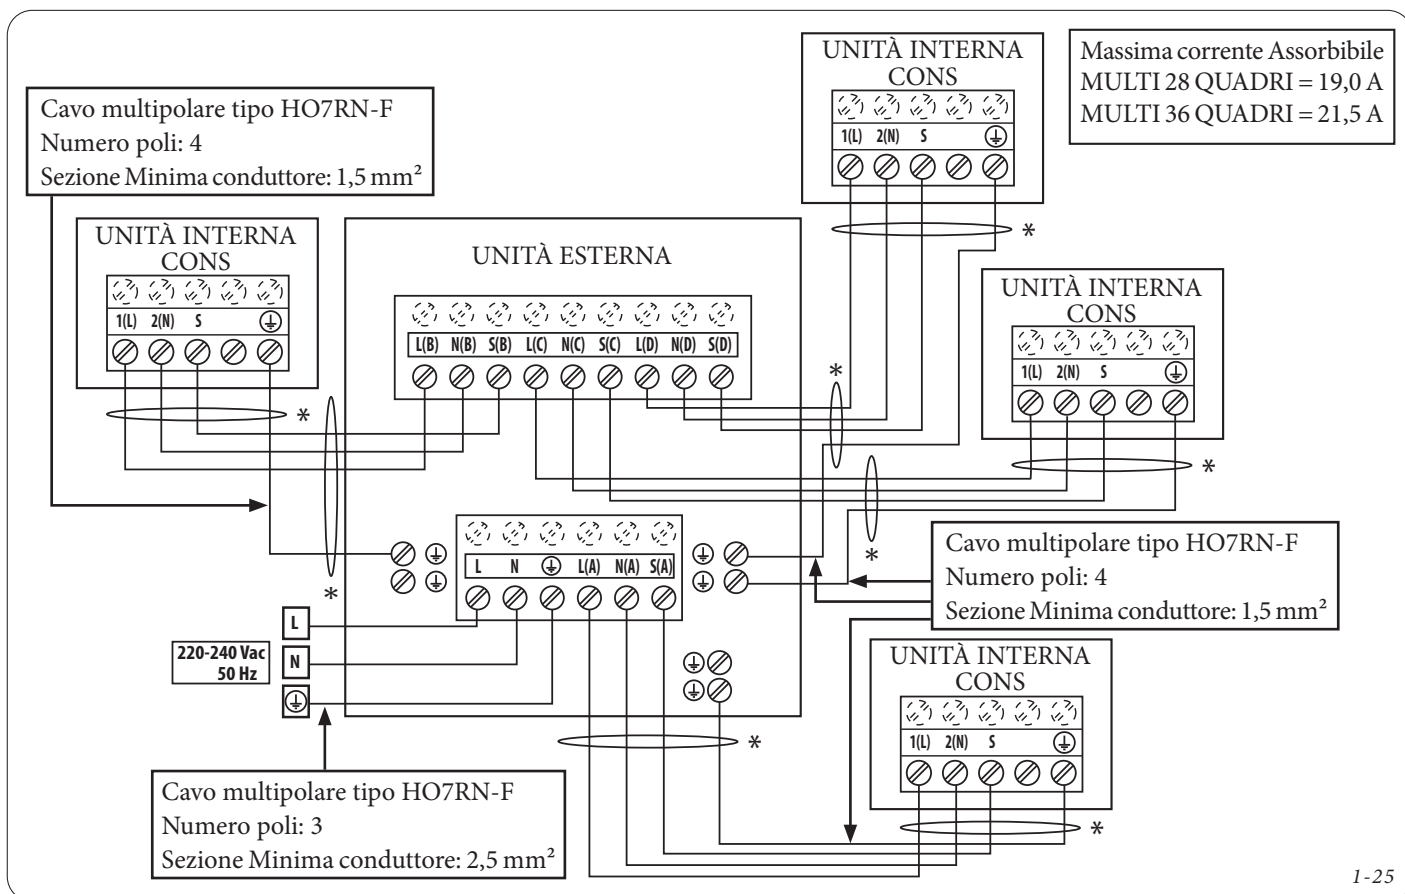 UNITÀ INTERNA
CONS
1(L) 2(N) S
Massima corrente Assorbibile
MULTI 28 QUADRI = 19,0 A
MULTI 36 QUADRI = 21,5 A
Cavo multipolare tipo HO7RN-F
Numero poli: 4
Sezione Minima conduttore: 1,5 mm²
*
UNITÀ INTERNA
CONS
1(L) 2(N) S
*
UNITÀ ESTERNA
L(B) N(B) S(B) L(C) N(C) S(C) L(D) N(D) S(D)
UNITÀ INTERNA
CONS
1(L) 2(N) S
*
*
*
*
*
L N L(A) N(A) S(A)
Cavo multipolare tipo HO7RN-F
Numero poli: 4
Sezione Minima conduttore: 1,5 mm²
L
220-240 Vac
50 Hz
N
UNITÀ INTERNA
CONS
1(L) 2(N) S
*
*
Cavo multipolare tipo HO7RN-F
Numero poli: 3
Sezione Minima conduttore: 2,5 mm²
1-25